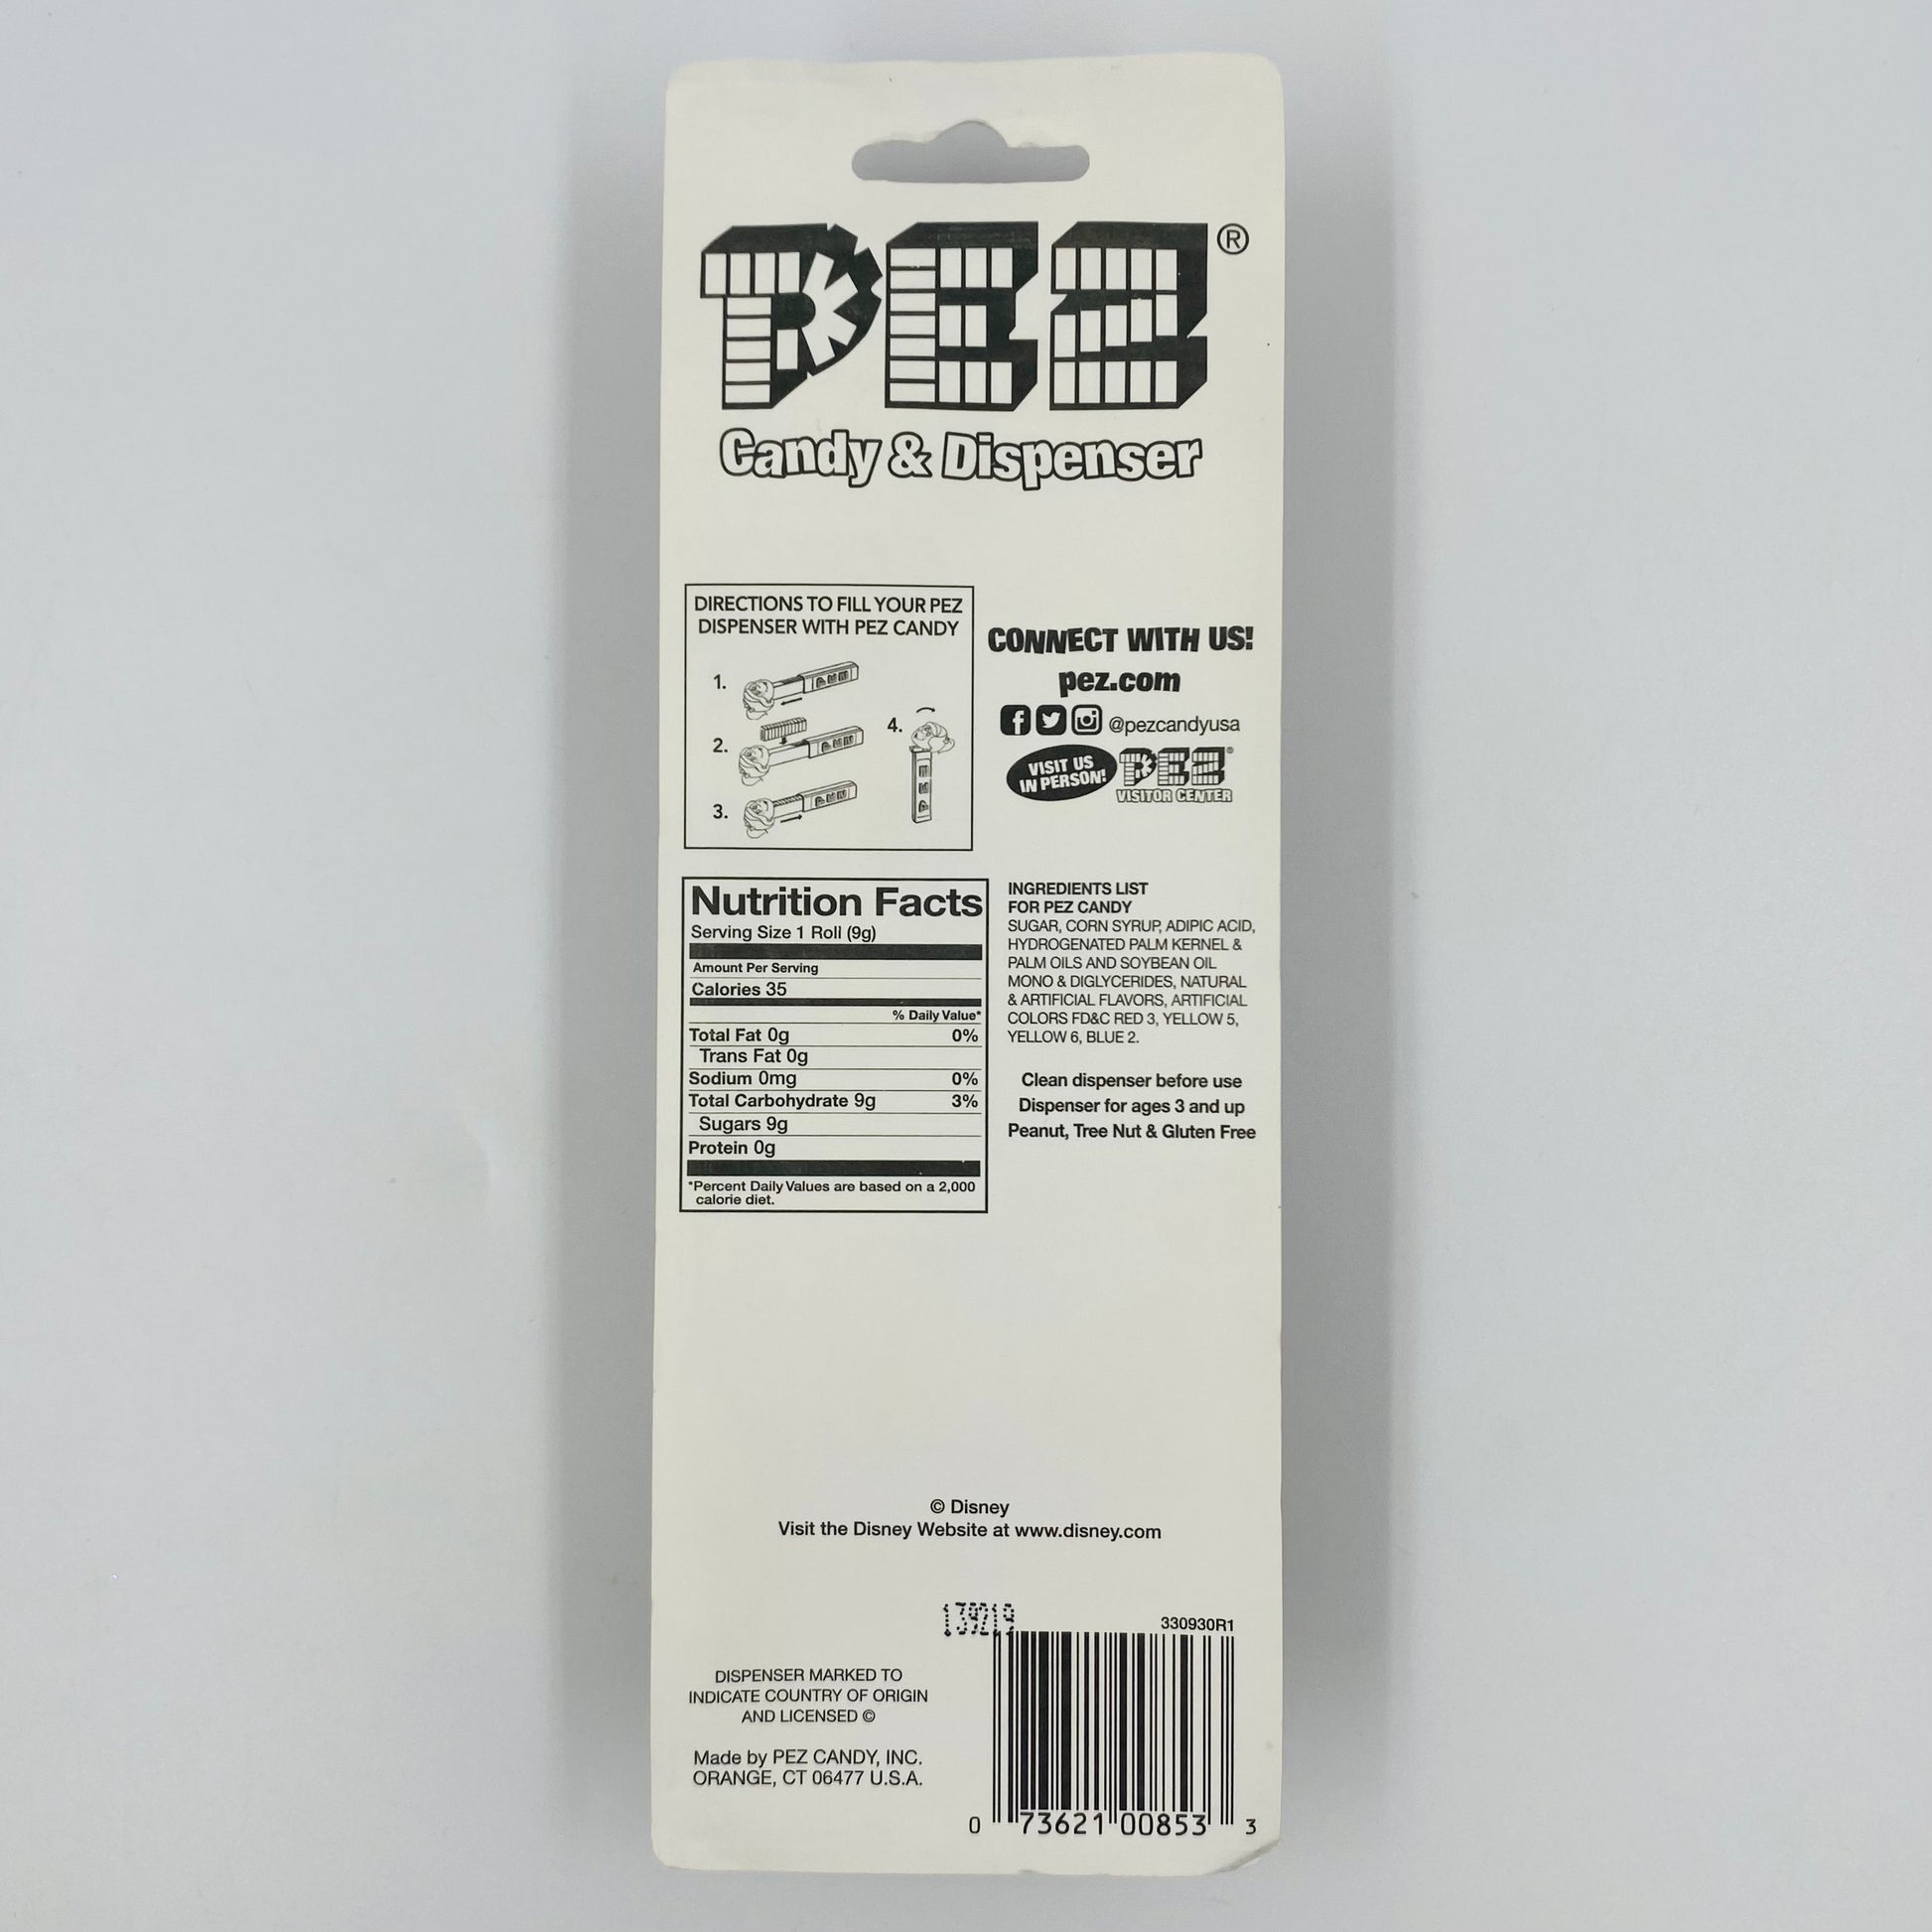 PEZ®
Candy & Dispenser
DIRECTIONS TO FILL YOUR PEZ
DISPENSER WITH PEZ CANDY
1.
2.
3.
4.
CONNECT WITH US!
pez.com
@pezcandyusa
VISIT US
IN PERSON!
PEZ®
VISITOR CENTER
Nutrition Facts
Serving Size 1 Roll (9g)
Amount Per Serving
Calories 35
% Daily Value*
Total Fat 0g 0%
Trans Fat 0g
Sodium 0mg 0%
Total Carbohydrate 9g 3%
Sugars 9g
Protein 0g
*Percent Daily Values are based on a 2,000
calorie diet.
INGREDIENTS LIST
FOR PEZ CANDY
SUGAR, CORN SYRUP, ADIPIC ACID,
HYDROGENATED PALM KERNEL &
PALM OILS AND SOYBEAN OIL
MONO & DIGLYCERIDES, NATURAL
& ARTIFICIAL FLAVORS, ARTIFICIAL
COLORS FD&C RED 3, YELLOW 5,
YELLOW 6, BLUE 2.
Clean dispenser before use
Dispenser for ages 3 and up
Peanut, Tree Nut & Gluten Free
© Disney
Visit the Disney Website at www.disney.com
139219
330930R1
DISPENSER MARKED TO
INDICATE COUNTRY OF ORIGIN
AND LICENSED ©
Made by PEZ CANDY, INC.
ORANGE, CT 06477 U.S.A.
0 73621 00853 3